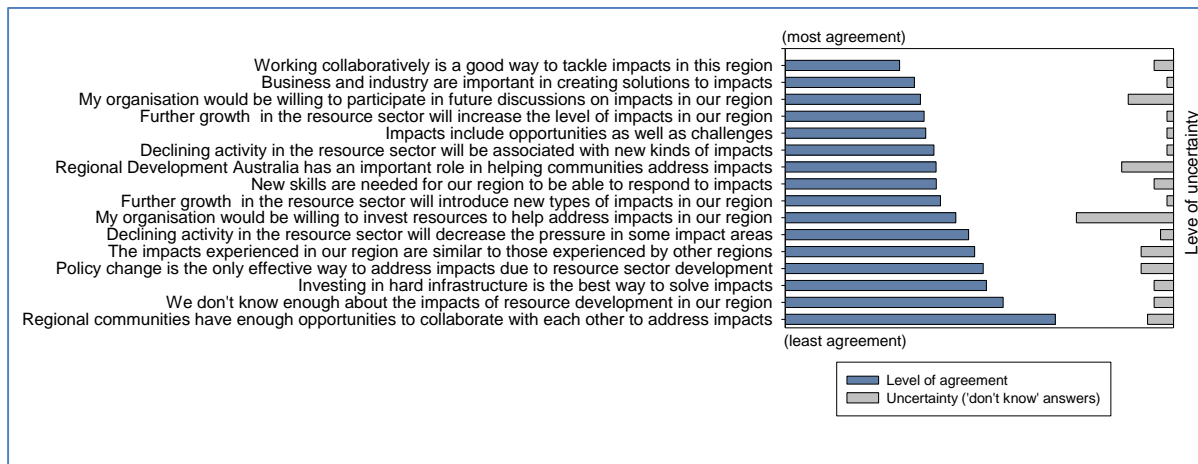 (most agreement)
Working collaboratively is a good way to tackle impacts in this region
Business and industry are important in creating solutions to impacts
My organisation would be willing to participate in future discussions on impacts in our region
Further growth  in the resource sector will increase the level of impacts in our region
Impacts include opportunities as well as challenges
Declining activity in the resource sector will be associated with new kinds of impacts
Regional Development Australia has an important role in helping communities address impacts
New skills are needed for our region to be able to respond to impacts
Further growth  in the resource sector will introduce new types of impacts in our region
My organisation would be willing to invest resources to help address impacts in our region
Declining activity in the resource sector will decrease the pressure in some impact areas
The impacts experienced in our region are similar to those experienced by other regions
Policy change is the only effective way to address impacts due to resource sector development
Investing in hard infrastructure is the best way to solve impacts
We don't know enough about the impacts of resource development in our region
Regional communities have enough opportunities to collaborate with each other to address impacts
(least agreement)
Level of uncertainty
Level of agreement
Uncertainty ('don't know' answers)